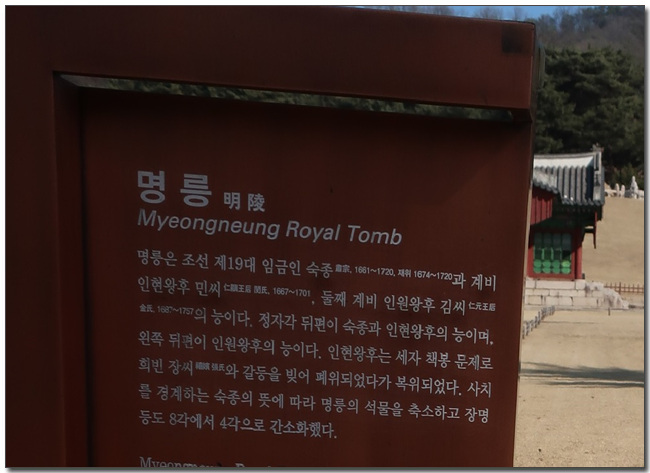 명릉 明陵
Myeongneung Royal Tomb
명릉은 조선 제19대 임금인 숙종肅宗, 1661~1720, 재위 1674~1720과 계비
인현왕후 민씨仁顯王后 閔氏, 1667~1701, 둘째 계비 인원왕후 김씨仁元王后
金氏, 1687~1757의 능이다. 정자각 뒤편이 숙종과 인현왕후의 능이며,
왼쪽 뒤편이 인원왕후의 능이다. 인현왕후는 세자 책봉 문제로
희빈 장씨禧嬪 張氏와 갈등을 빚어 폐위되었다가 복위되었다. 사치
를 경계하는 숙종의 뜻에 따라 명릉의 석물을 축소하고 장명
등도 8각에서 4각으로 간소화했다.